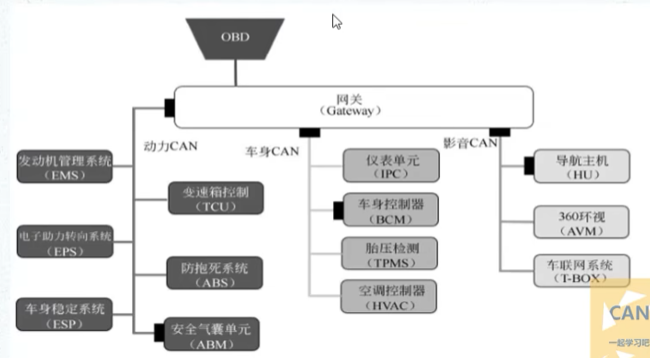 OBD
网关
（Gateway）
动力CAN
车身CAN
影音CAN
发动机管理系统
（EMS）
变速箱控制
（TCU）
电子助力转向系统
（EPS）
防抱死系统
（ABS）
车身稳定系统
（ESP）
安全气囊单元
（ABM）
仪表单元
（IPC）
车身控制器
（BCM）
胎压检测
（TPMS）
空调控制器
（HVAC）
导航主机
（HU）
360环视
（AVM）
车联网系统
（T-BOX）
CAN
一起学习吧